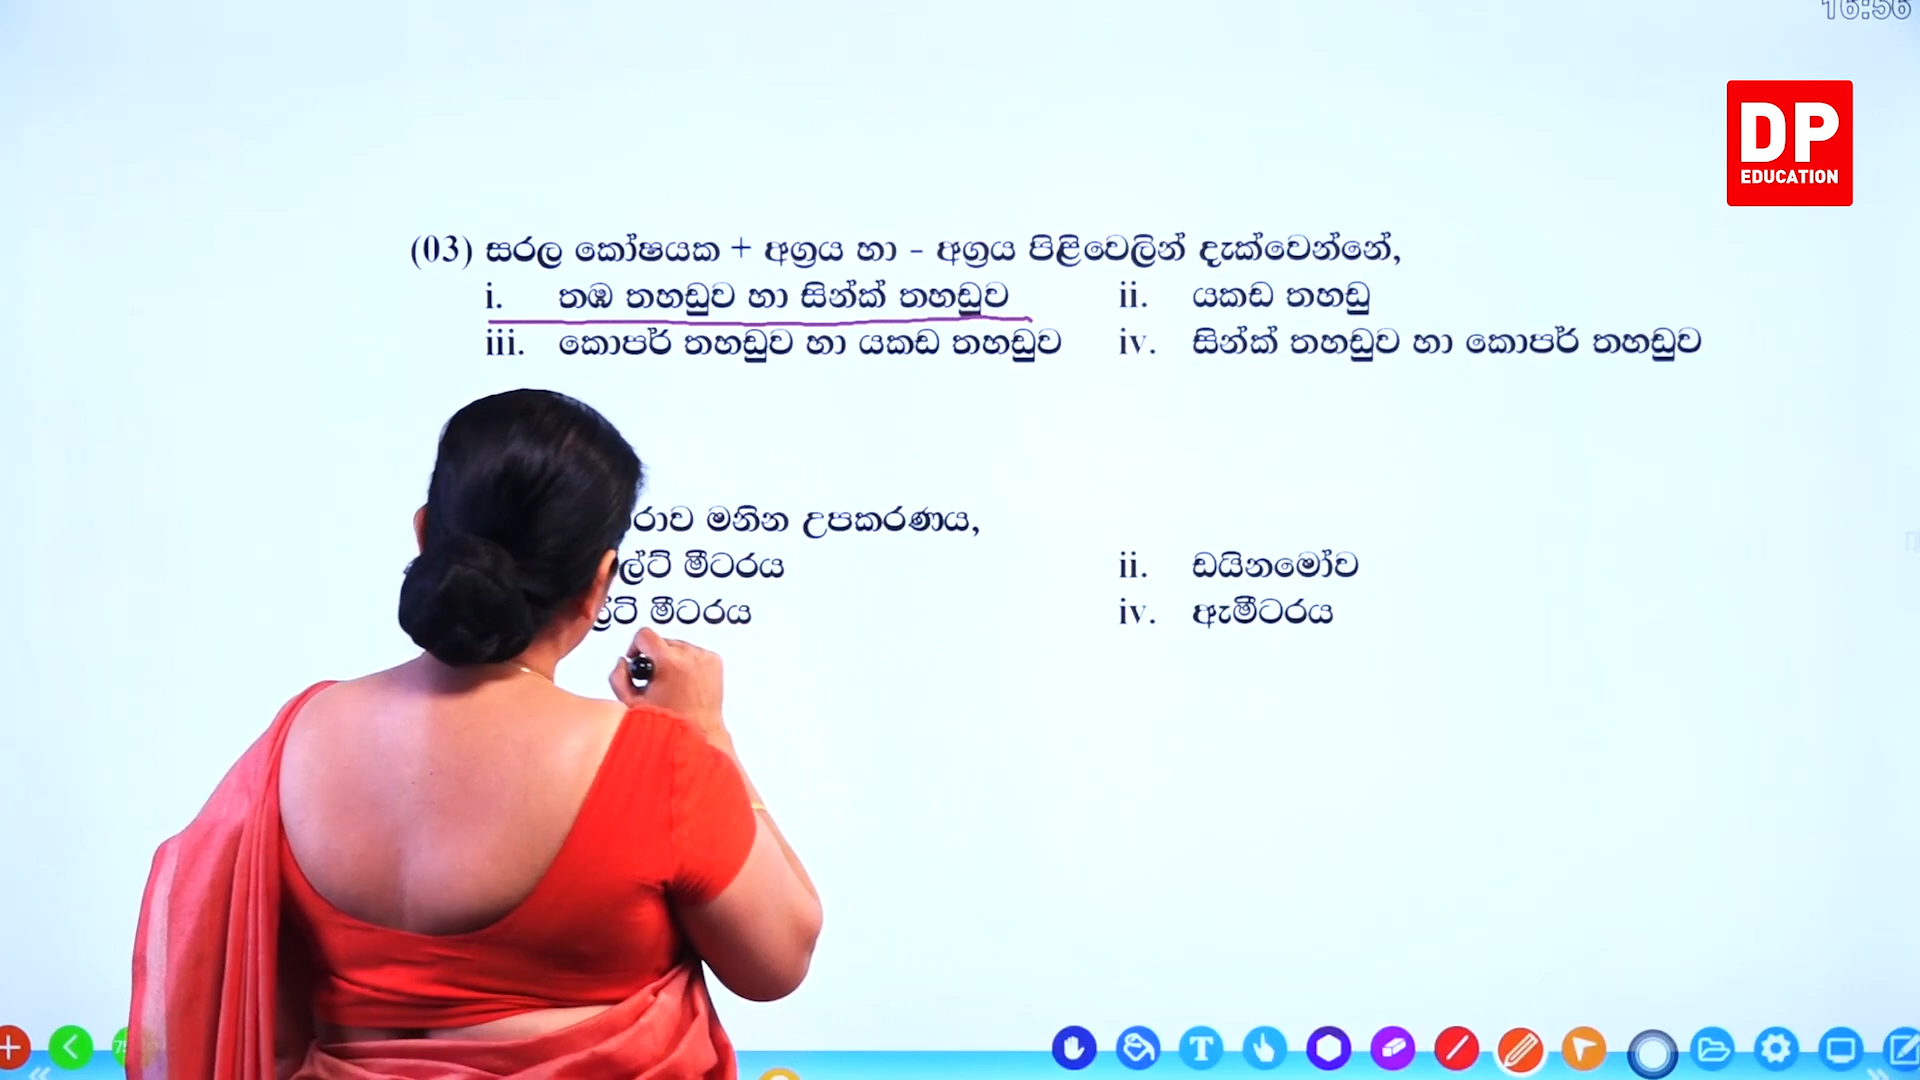 16:56
DP
EDUCATION
(03) සරල කෝෂයක + අග්‍රය හා - අග්‍රය පිළිවෙලින් දැක්වෙන්නේ,
i. තඹ තහඩුව හා සින්ක් තහඩුව ii. යකඩ තහඩු
iii. කොපර් තහඩුව හා යකඩ තහඩුව iv. සින්ක් තහඩුව හා කොපර් තහඩුව
මනින උපකරණය,
මීටරය ii. ඩයිනමෝව
මීටරය iv. ඇමීටරය